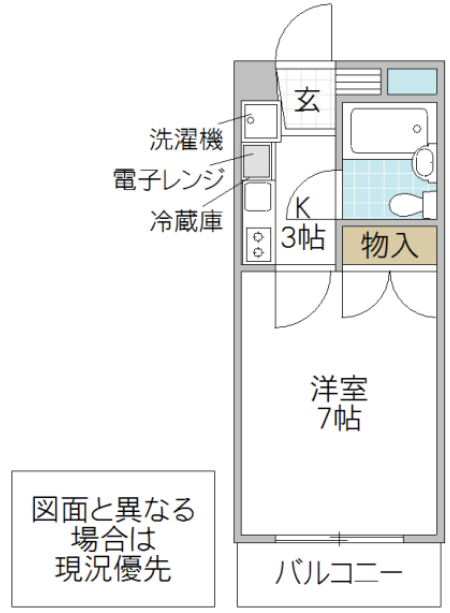 玄
洗濯機
電子レンジ
冷蔵庫
K
3帖
物入
洋室
7帖
図面と異なる
場合は
現況優先
バルコニー